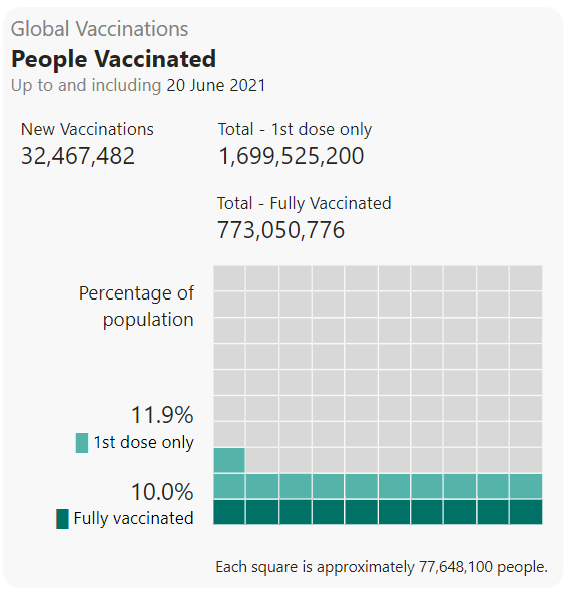 Global Vaccinations
People Vaccinated
Up to and including 20 June 2021
New Vaccinations
32,467,482
Total - 1st dose only
1,699,525,200
Total - Fully Vaccinated
773,050,776
Percentage of
population
11.9%
1st dose only
10.0%
Fully vaccinated
Each square is approximately 77,648,100 people.